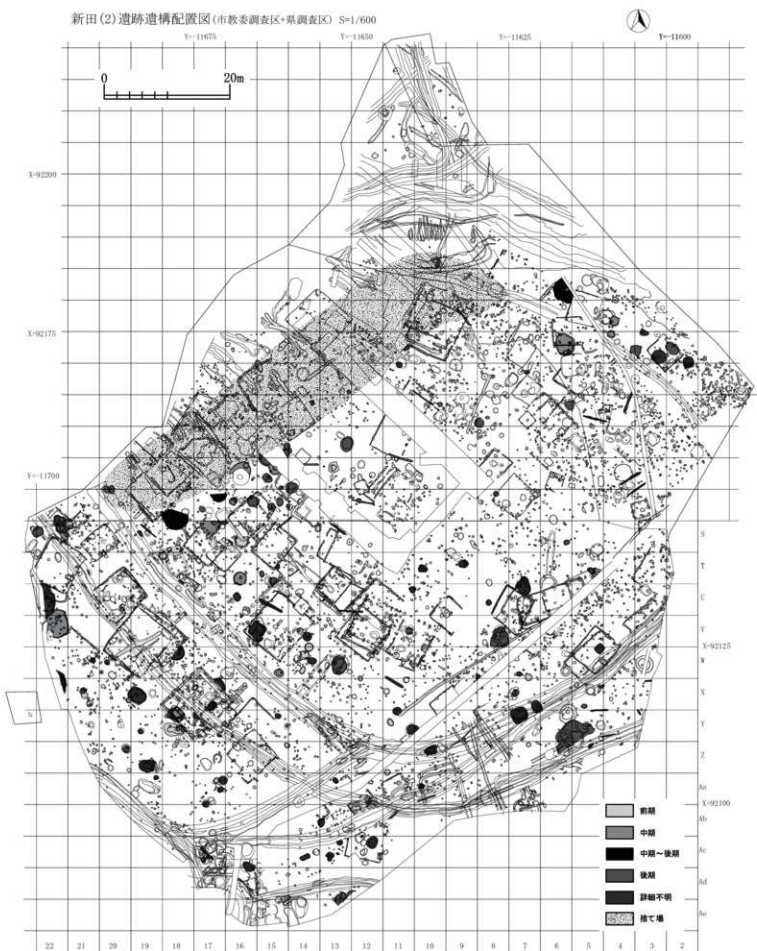 新田(2)遺跡遺構配置図(市教委調査区+県調査区) S=1/600
Y=-11675
Y=-11650
Y=-11625
Y=-11600
0
20m
X=92200
X=92175
Y=-11700
S
T
U
V
X=92125
W
X
Y
Z
Aa
X=92100
Ab
Ac
Ad
Ae
前期
中期
中期~後期
後期
詳細不明
捨て場
22 21 20 19 18 17 16 15 14 13 12 11 10 9 8 7 6 5 4 3 2